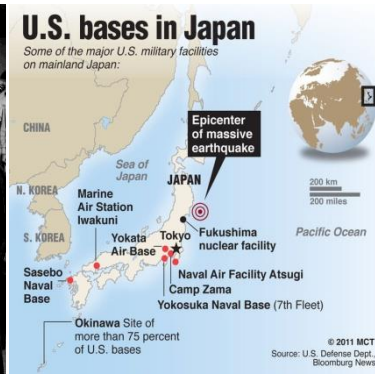 U.S. bases in Japan
Some of the major U.S. military facilities
on mainland Japan:
Epicenter
of massive
earthquake
CHINA
Sea of
Japan
JAPAN
N. KOREA
200 km
200 miles
Marine
Air Station
Iwakuni
S. KOREA
Yokata
Air Base
Tokyo
Fukushima
nuclear facility
Pacific Ocean
Sasebo
Naval
Base
Naval Air Facility Atsugi
Camp Zama
Yokosuka Naval Base (7th Fleet)
Okinawa Site of
more than 75 percent
of U.S. bases
© 2011 MCT
Source: U.S. Defense Dept.,
Bloomberg News